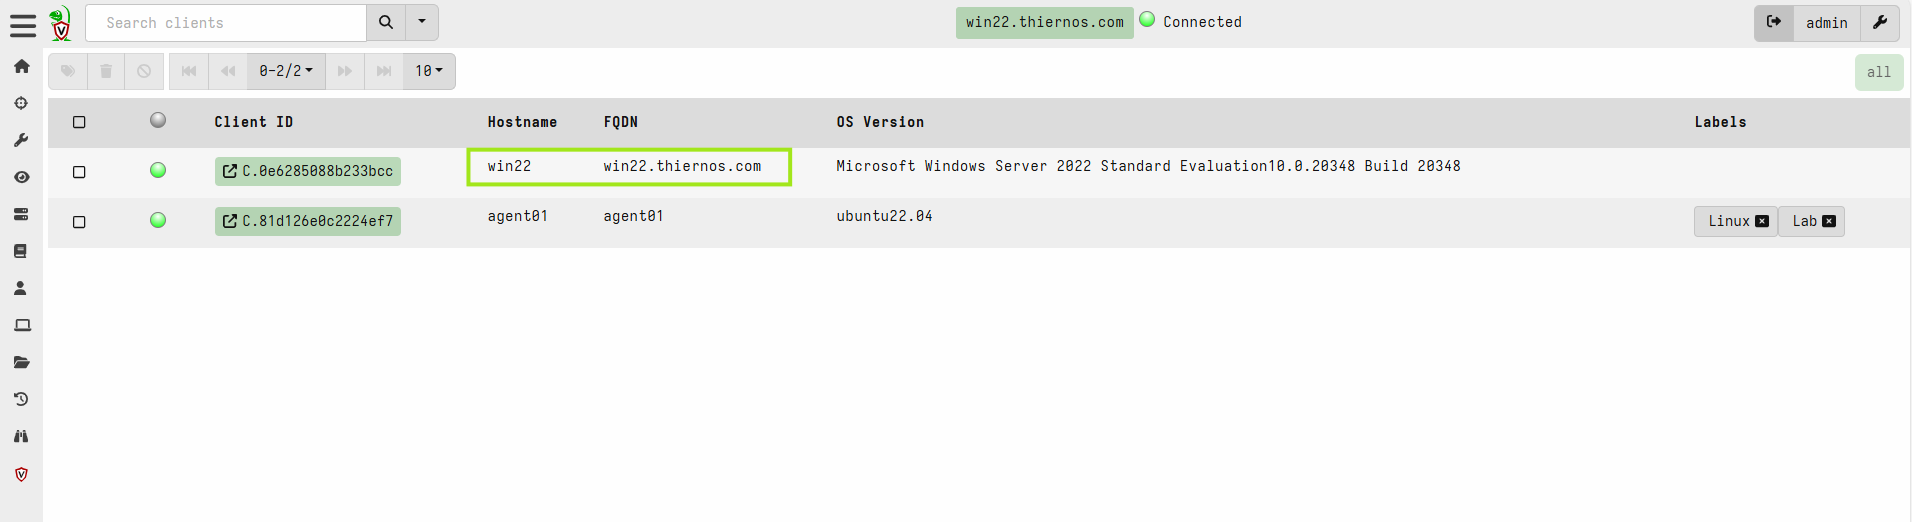 Search clients win22.thiernos.com Connected admin
0-2/2 10 all
Client ID Hostname FQDN OS Version Labels
C.0e6285088b233bcc win22 win22.thiernos.com Microsoft Windows Server 2022 Standard Evaluation10.0.20348 Build 20348
C.81d126e0c2224ef7 agent01 agent01 ubuntu22.04 Linux Lab